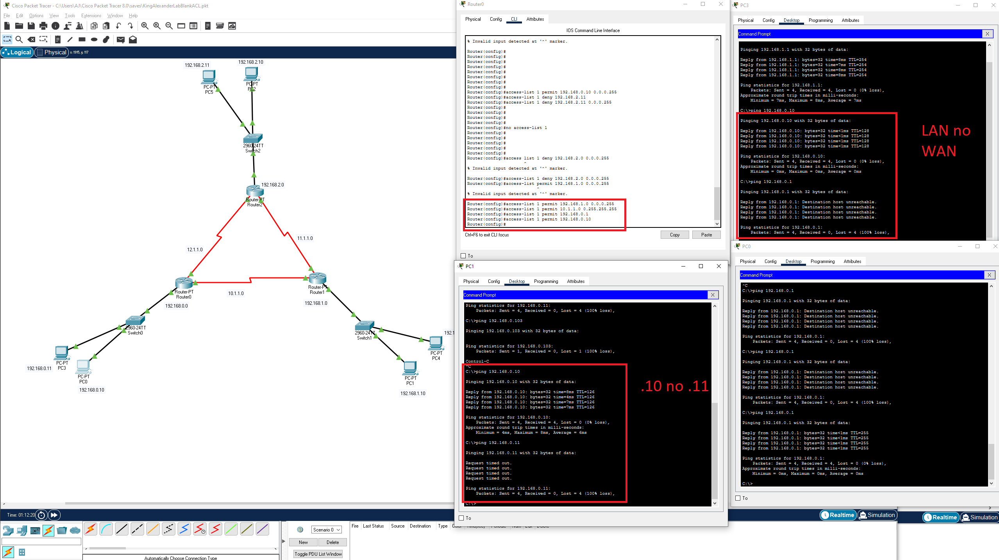 Cisco Packet Tracer - C:\Users\AJ\Cisco Packet Tracer 8.0\saves\KingAlexanderLabBlankACL.pkt
File Edit Options View Tools Extensions Window Help
Logical Physical x: 1915, y: 117
192.168.2.11
192.168.2.10
PC-PT
PC5
PC-PT
PC2
2960-24TT
Switch2
192.168.2.0
Router-PT
Router2
11.1.1.0
12.1.1.0
Router-PT
Router0
10.1.1.0
Router-PT
Router1
192.168.0.0
192.168.1.0
2960-24TT
Switch0
2960-24TT
Switch1
192.1
PC-PT
PC4
PC-PT
PC3
192.168.0.11
PC-PT
PC0
192.168.0.10
PC-PT
PC1
192.168.1.10
Time: 01:12:20
Realtime Simulation
Realtime Simulation
Scenario 0
New Delete
Toggle PDU List Window
Fire Last Status Source Destination Type
Automatically Choose Connection Type
Router0
Physical Config CLI Attributes
IOS Command Line Interface
% Invalid input detected at '^' marker.
Router(config)#
Router(config)#
Router(config)#
Router(config)#
Router(config)#
Router(config)#
Router(config)#
Router(config)#
Router(config)#access-list 1 permit 192.168.0.10 0.0.0.255
Router(config)#access-list 1 deny 192.168.2.11
Router(config)#access-list 1 deny 192.168.2.11 0.0.0.255
Router(config)#
Router(config)#
Router(config)#
Router(config)#
Router(config)#no access-list 1
Router(config)#
Router(config)#
Router(config)#
Router(config)#
Router(config)#
Router(config)#access list 1 deny 192.168.2.0 0.0.0.255
^
% Invalid input detected at '^' marker.
Router(config)#access-list 1 deny 192.168.2.0 0.0.0.255
Router(config)#access-list permit 192.168.1.0 0.0.0.255
^
% Invalid input detected at '^' marker.
Router(config)#access-list 1 permit 192.168.1.0 0.0.0.255
Router(config)#access-list 1 permit 10.1.1.0 0.255.255.255
Router(config)#access-list 1 permit 192.168.0.1
Router(config)#access-list 1 permit 192.168.0.10
Router(config)#
Ctrl+F6 to exit CLI focus
Copy Paste
To
PC1
Physical Config Desktop Programming Attributes
Command Prompt X
Ping statistics for 192.168.0.11:
Packets: Sent = 4, Received = 0, Lost = 4 (100% loss),
C:\>ping 192.168.0.103
Pinging 192.168.0.103 with 32 bytes of data:
Ping statistics for 192.168.0.103:
Packets: Sent = 1, Received = 0, Lost = 1 (100% loss),
Control-C
^C
C:\>ping 192.168.0.10
Pinging 192.168.0.10 with 32 bytes of data:
Reply from 192.168.0.10: bytes=32 time=8ms TTL=126
Reply from 192.168.0.10: bytes=32 time=4ms TTL=126
Reply from 192.168.0.10: bytes=32 time=7ms TTL=126
Reply from 192.168.0.10: bytes=32 time=7ms TTL=126
Ping statistics for 192.168.0.10:
Packets: Sent = 4, Received = 4, Lost = 0 (0% loss),
Approximate round trip times in milli-seconds:
Minimum = 4ms, Maximum = 8ms, Average = 6ms
C:\>ping 192.168.0.11
Pinging 192.168.0.11 with 32 bytes of data:
Request timed out.
Request timed out.
Request timed out.
Request timed out.
Ping statistics for 192.168.0.11:
Packets: Sent = 4, Received = 0, Lost = 4 (100% loss),
C:\>
.10 no .11
To
PC3
Physical Config Desktop Programming Attributes
Command Prompt X
Pinging 192.168.1.1 with 32 bytes of data:
Reply from 192.168.1.1: bytes=32 time=8ms TTL=254
Reply from 192.168.1.1: bytes=32 time=7ms TTL=254
Reply from 192.168.1.1: bytes=32 time=8ms TTL=254
Reply from 192.168.1.1: bytes=32 time=8ms TTL=254
Ping statistics for 192.168.1.1:
Packets: Sent = 4, Received = 4, Lost = 0 (0% loss),
Approximate round trip times in milli-seconds:
Minimum = 7ms, Maximum = 8ms, Average = 7ms
C:\>ping 192.168.0.10
Pinging 192.168.0.10 with 32 bytes of data:
Reply from 192.168.0.10: bytes=32 time<1ms TTL=128
Reply from 192.168.0.10: bytes=32 time<1ms TTL=128
Reply from 192.168.0.10: bytes=32 time<1ms TTL=128
Reply from 192.168.0.10: bytes=32 time<1ms TTL=128
Ping statistics for 192.168.0.10:
Packets: Sent = 4, Received = 4, Lost = 0 (0% loss),
Approximate round trip times in milli-seconds:
Minimum = 0ms, Maximum = 0ms, Average = 0ms
C:\>ping 192.168.0.1
Pinging 192.168.0.1 with 32 bytes of data:
Reply from 192.168.0.1: Destination host unreachable.
Reply from 192.168.0.1: Destination host unreachable.
Reply from 192.168.0.1: Destination host unreachable.
Reply from 192.168.0.1: Destination host unreachable.
Ping statistics for 192.168.0.1:
Packets: Sent = 4, Received = 0, Lost = 4 (100% loss),
LAN no
WAN
PC0
Physical Config Desktop Programming Attributes
Command Prompt X
^C
C:\>ping 192.168.0.1
Pinging 192.168.0.1 with 32 bytes of data:
Reply from 192.168.0.1: Destination host unreachable.
Reply from 192.168.0.1: Destination host unreachable.
Reply from 192.168.0.1: Destination host unreachable.
Reply from 192.168.0.1: Destination host unreachable.
Ping statistics for 192.168.0.1:
Packets: Sent = 4, Received = 0, Lost = 4 (100% loss),
C:\>ping 192.168.0.1
Pinging 192.168.0.1 with 32 bytes of data:
Reply from 192.168.0.1: Destination host unreachable.
Reply from 192.168.0.1: Destination host unreachable.
Reply from 192.168.0.1: Destination host unreachable.
Reply from 192.168.0.1: Destination host unreachable.
Ping statistics for 192.168.0.1:
Packets: Sent = 4, Received = 0, Lost = 4 (100% loss),
C:\>ping 192.168.0.1
Pinging 192.168.0.1 with 32 bytes of data:
Reply from 192.168.0.1: bytes=32 time<1ms TTL=255
Reply from 192.168.0.1: bytes=32 time<1ms TTL=255
Reply from 192.168.0.1: bytes=32 time<1ms TTL=255
Reply from 192.168.0.1: bytes=32 time<1ms TTL=255
Ping statistics for 192.168.0.1:
Packets: Sent = 4, Received = 4, Lost = 0 (0% loss),
Approximate round trip times in milli-seconds:
Minimum = 0ms, Maximum = 0ms, Average = 0ms
C:\>
To